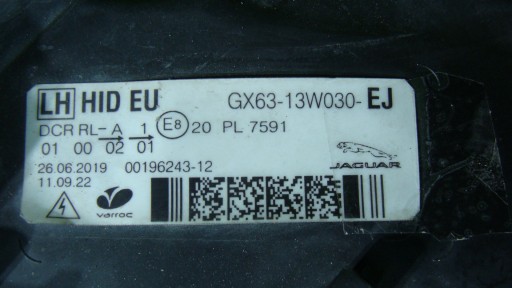 LH HID EU GX63-13W030-EJ
DCR RL-A 1 E8 20 PL 7591
01 00 02 01
26.06.2019 00196243-12
11.09.22
JAGUAR
varroc